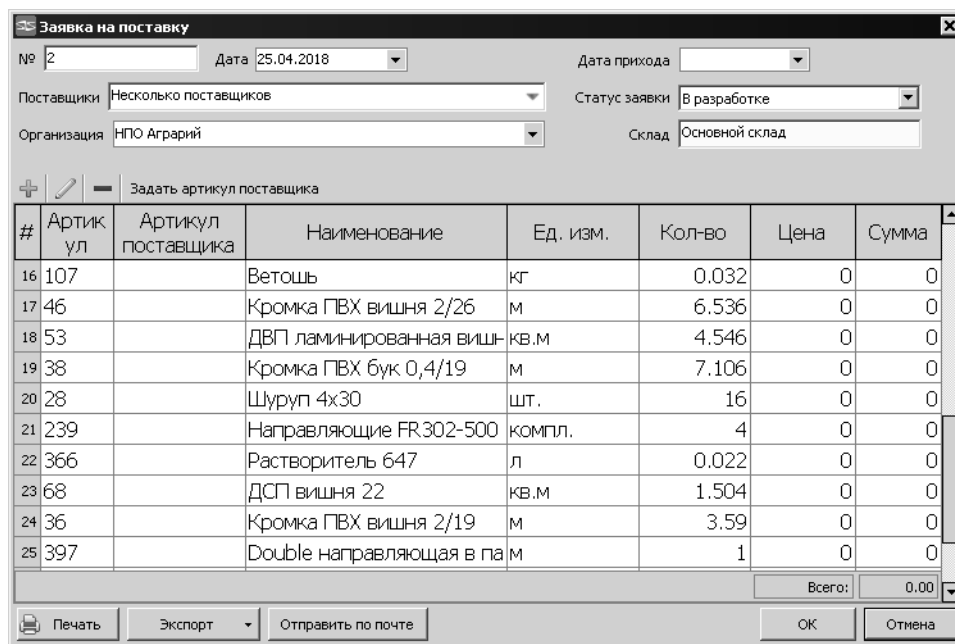 Заявка на поставку
№ 2 Дата 25.04.2018 Дата прихода
Поставщики Несколько поставщиков Статус заявки В разработке
Организация НПО Аграрий Склад Основной склад
Задать артикул поставщика
# Артикул Артикул поставщика Наименование Ед. изм. Кол-во Цена Сумма
16 107 Ветошь кг 0.032 0 0
17 46 Кромка ПВХ вишня 2/26 м 6.536 0 0
18 53 ДВП ламинированная вишн кв.м 4.546 0 0
19 38 Кромка ПВХ бук 0,4/19 м 7.106 0 0
20 28 Шуруп 4х30 шт. 16 0 0
21 239 Направляющие FR302-500 компл. 4 0 0
22 366 Растворитель 647 л 0.022 0 0
23 68 ДСП вишня 22 кв.м 1.504 0 0
24 36 Кромка ПВХ вишня 2/19 м 3.59 0 0
25 397 Double направляющая в па м 1 0 0
Всего: 0.00
Печать Экспорт Отправить по почте ОК Отмена